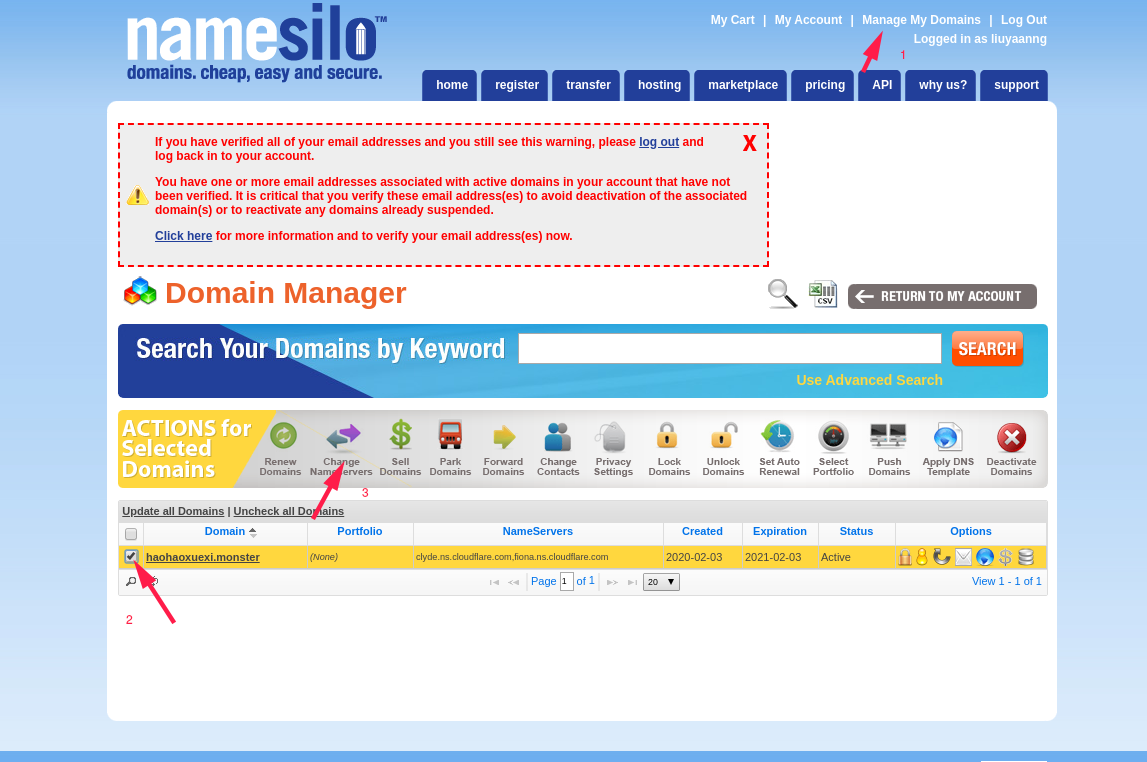 namesilo™
domains. cheap, easy and secure.
My Cart | My Account | Manage My Domains | Log Out
Logged in as liuyaanng
1
home register transfer hosting marketplace pricing API why us? support
If you have verified all of your email addresses and you still see this warning, please log out and
log back in to your account.
X
You have one or more email addresses associated with active domains in your account that have not
been verified. It is critical that you verify these email address(es) to avoid deactivation of the associated
domain(s) or to reactivate any domains already suspended.
Click here for more information and to verify your email address(es) now.
Domain Manager
CSV
RETURN TO MY ACCOUNT
Search Your Domains by Keyword
SEARCH
Use Advanced Search
ACTIONS for
Selected
Domains
Renew
Domains
Change
NameServers
Sell
Domains
Park
Domains
Forward
Domains
Change
Contacts
Privacy
Settings
Lock
Domains
Unlock
Domains
Set Auto
Renewal
Select
Portfolio
Push
Domains
Apply DNS
Template
Deactivate
Domains
3
Update all Domains | Uncheck all Domains
Domain Portfolio NameServers Created Expiration Status Options
haohaoxuexi.monster (None) clyde.ns.cloudflare.com,fiona.ns.cloudflare.com 2020-02-03 2021-02-03 Active
Page 1 of 1 20 View 1 - 1 of 1
2